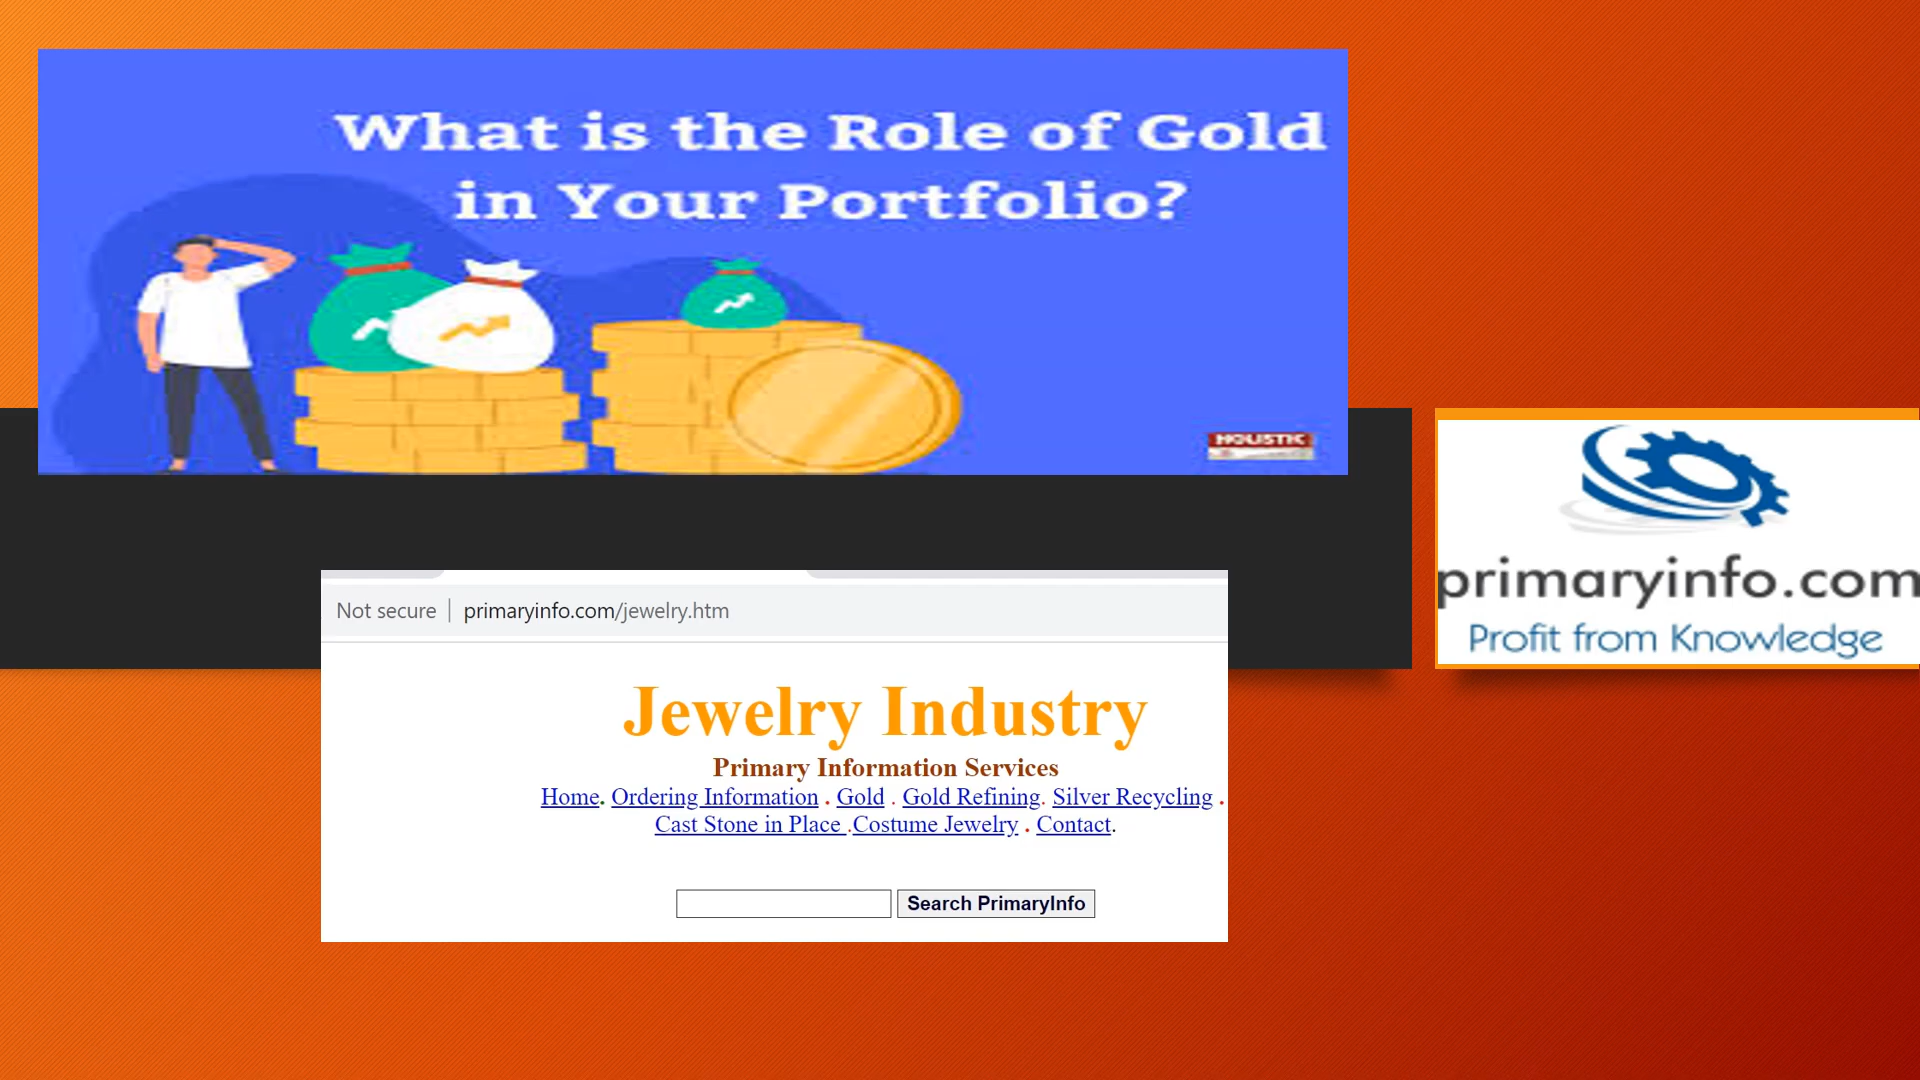 What is the Role of Gold
in Your Portfolio?
HOLISTIC
primaryinfo.com
Profit from Knowledge
Not secure | primaryinfo.com/jewelry.htm
Jewelry Industry
Primary Information Services
Home. Ordering Information . Gold . Gold Refining. Silver Recycling .
Cast Stone in Place .Costume Jewelry . Contact.
Search PrimaryInfo